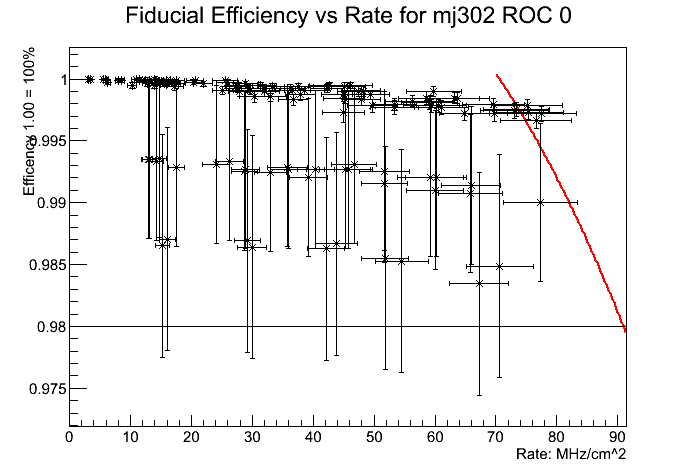 Fiducial Efficiency vs Rate for mj302 ROC 0
Efficency 1.00 = 100%
1
0.995
0.99
0.985
0.98
0.975
0 10 20 30 40 50 60 70 80 90
Rate: MHz/cm^2